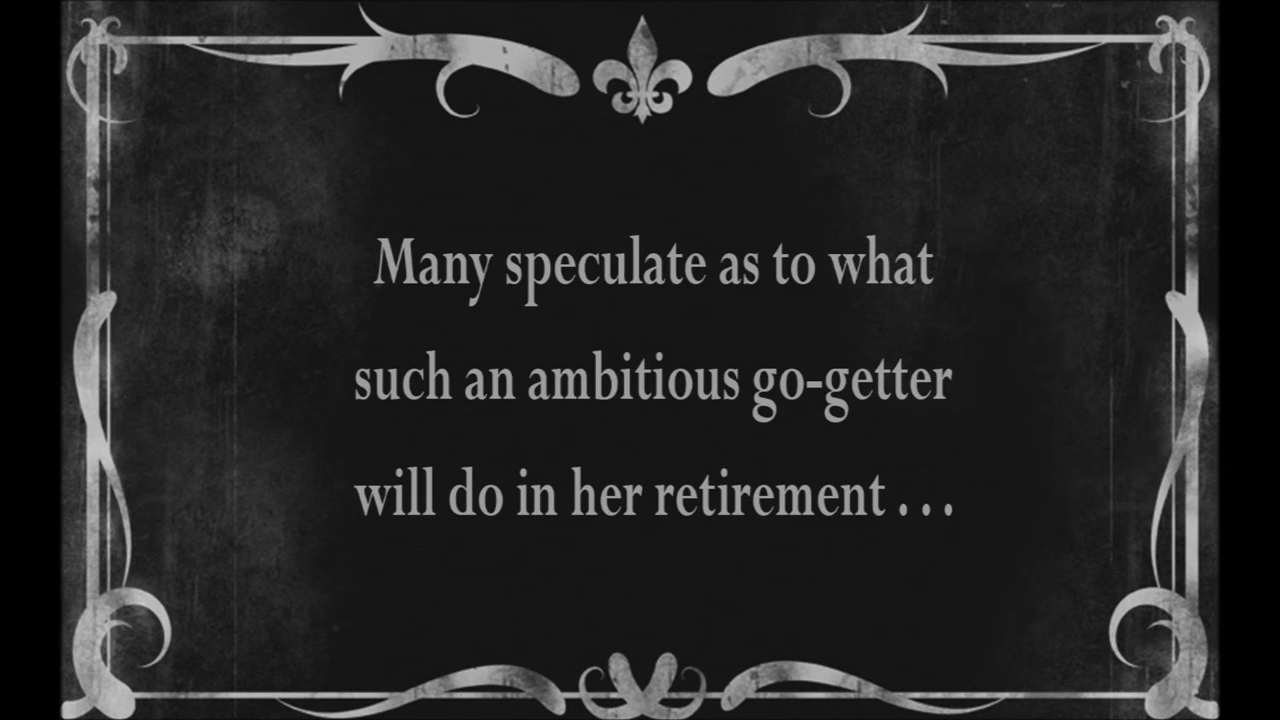 Many speculate as to what
such an ambitious go-getter
will do in her retirement . . .